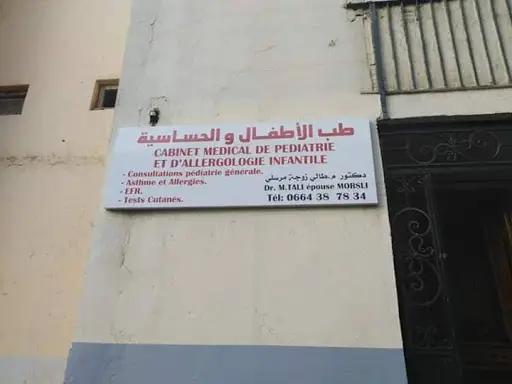 طب الأطفال و الحساسية
CABINET MEDICAL DE PEDIATRIE
ET D'ALLERGOLOGIE INFANTILE
- Consultations pédiatrie générale.
- Asthme et Allergies.
- EFR.
- Tests Cutanés.
دكتور م.طالي زوجة مرسلي
Dr. M.TALI épouse MORSLI
Tél: 0664 38 78 34